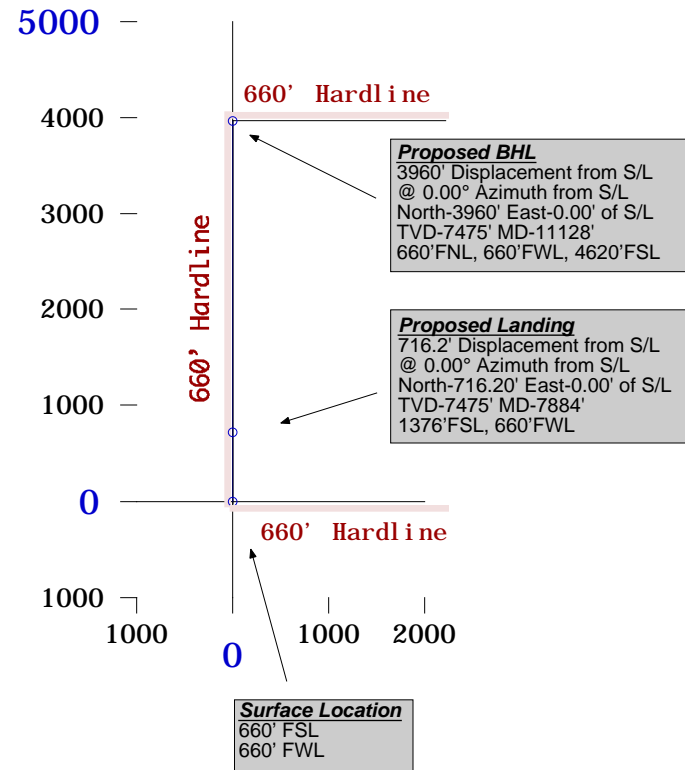 5000
660' Hardline
4000
Proposed BHL
3960' Displacement from S/L
@ 0.00° Azimuth from S/L
North-3960' East-0.00' of S/L
TVD-7475' MD-11128'
660'FNL, 660'FWL, 4620'FSL
3000
660' Hardline
2000
Proposed Landing
716.2' Displacement from S/L
@ 0.00° Azimuth from S/L
North-716.20' East-0.00' of S/L
TVD-7475' MD-7884'
1376'FSL, 660'FWL
1000
0
660' Hardline
1000
1000
0
1000
2000
Surface Location
660' FSL
660' FWL